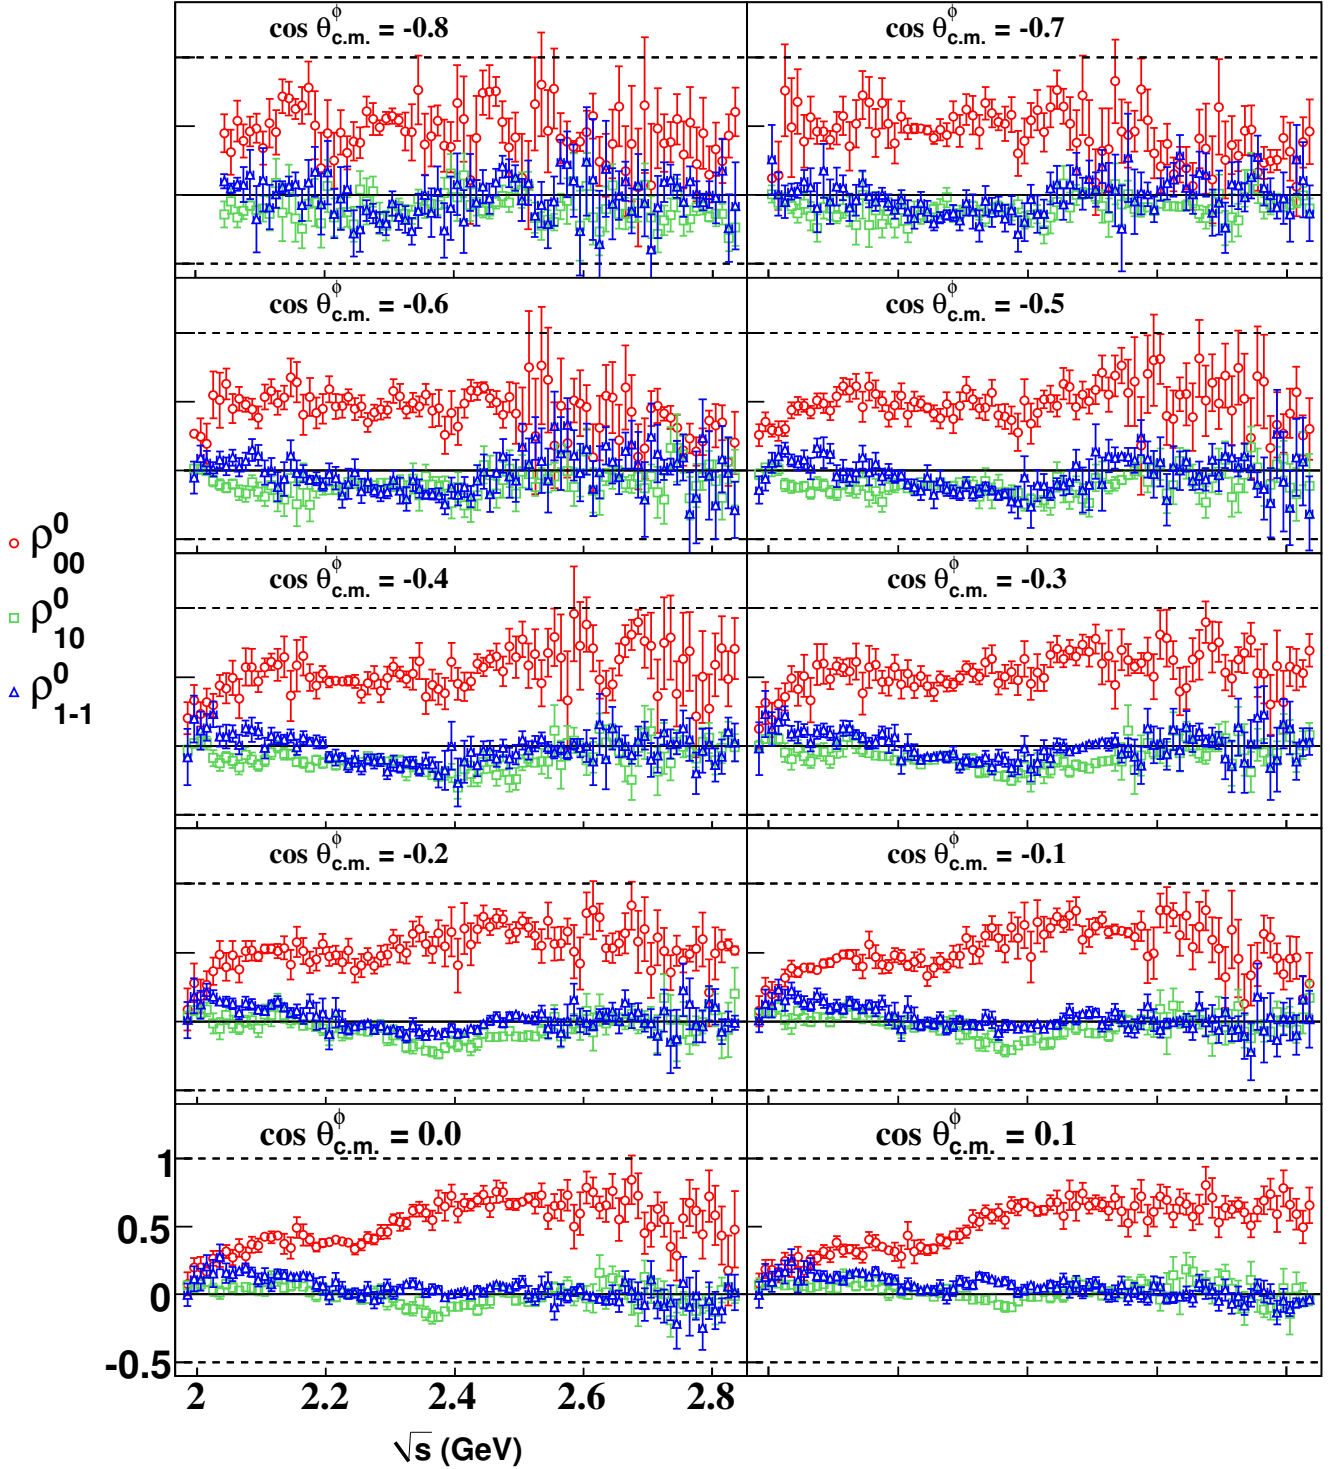 cos θ^ϕ_c.m. = -0.8
cos θ^ϕ_c.m. = -0.7
cos θ^ϕ_c.m. = -0.6
cos θ^ϕ_c.m. = -0.5
ρ^0_00
ρ^0_10
ρ^0_1-1
cos θ^ϕ_c.m. = -0.4
cos θ^ϕ_c.m. = -0.3
cos θ^ϕ_c.m. = -0.2
cos θ^ϕ_c.m. = -0.1
cos θ^ϕ_c.m. = 0.0
cos θ^ϕ_c.m. = 0.1
1
0.5
0
-0.5
2 2.2 2.4 2.6 2.8
√s (GeV)